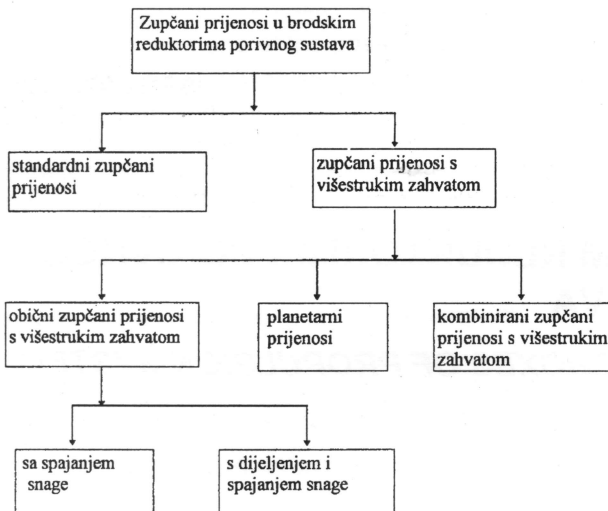 Zupčani prijenosi u brodskim
reduktorima porivnog sustava
standardni zupčani
prijenosi
zupčani prijenosi s
višestrukim zahvatom
obični zupčani prijenosi
s višestrukim zahvatom
planetarni
prijenosi
kombinirani zupčani
prijenosi s višestrukim
zahvatom
sa spajanjem
snage
s dijeljenjem i
spajanjem snage